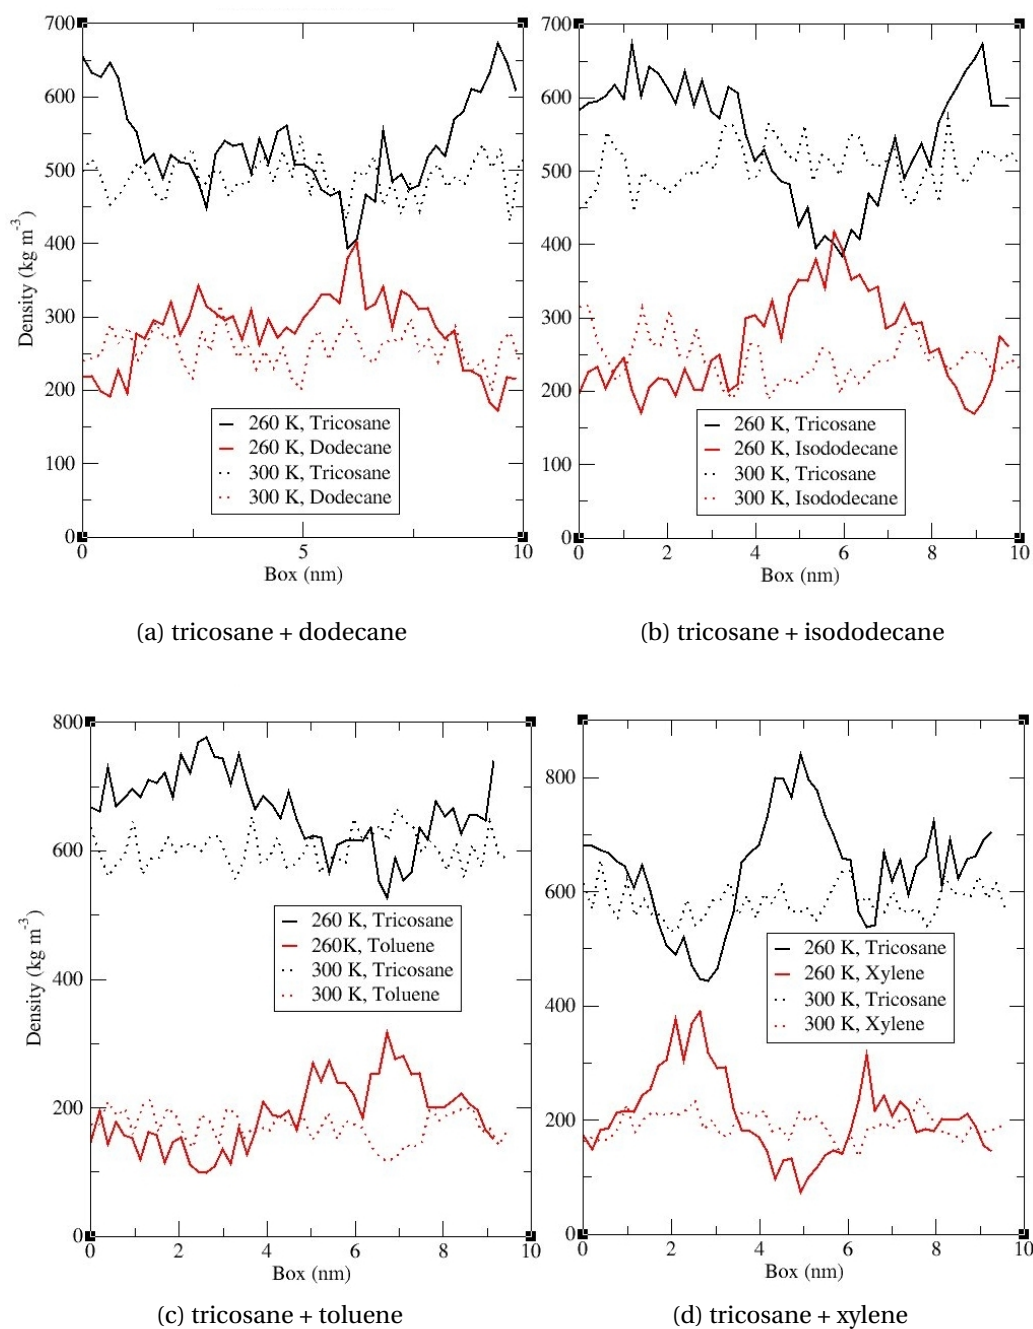 700
600
500
400
300
200
100
0
Density (kg m-3)
260 K, Tricosane
260 K, Dodecane
300 K, Tricosane
300 K, Dodecane
0 5 10
Box (nm)
(a) tricosane + dodecane
700
600
500
400
300
200
100
0
260 K, Tricosane
260 K, Isododecane
300 K, Tricosane
300 K, Isododecane
0 2 4 6 8 10
Box (nm)
(b) tricosane + isododecane
800
600
400
200
0
Density (kg m-3)
260 K, Tricosane
260K, Toluene
300 K, Tricosane
300 K, Toluene
0 2 4 6 8 10
Box (nm)
(c) tricosane + toluene
800
600
400
200
0
260 K, Tricosane
260 K, Xylene
300 K, Tricosane
300 K, Xylene
0 2 4 6 8 10
Box (nm)
(d) tricosane + xylene